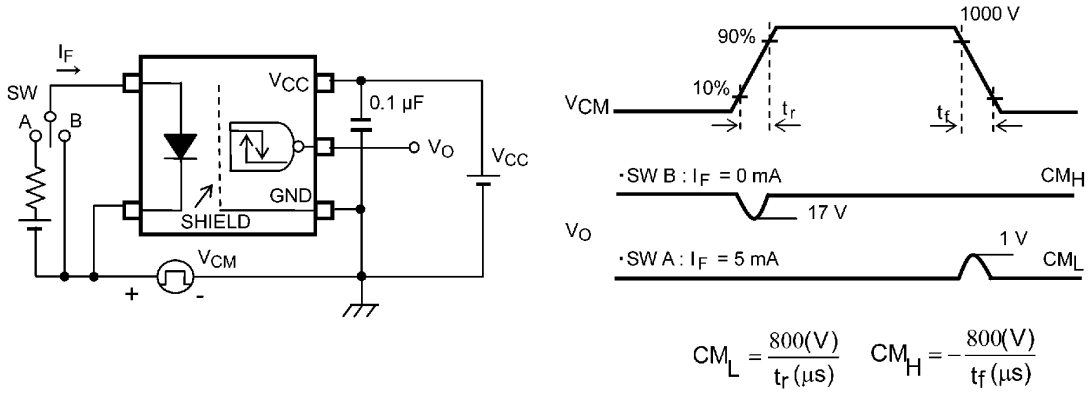 IF
SW
A
B
VCC
0.1 μF
VO
VCC
GND
SHIELD
VCM
+
-
1000 V
90%
10%
VCM
tr
tf
·SW B : IF = 0 mA
CMH
17 V
VO
1 V
·SW A : IF = 5 mA
CML
CML = 800(V) / tr (μs) CMH = - 800(V) / tf (μs)